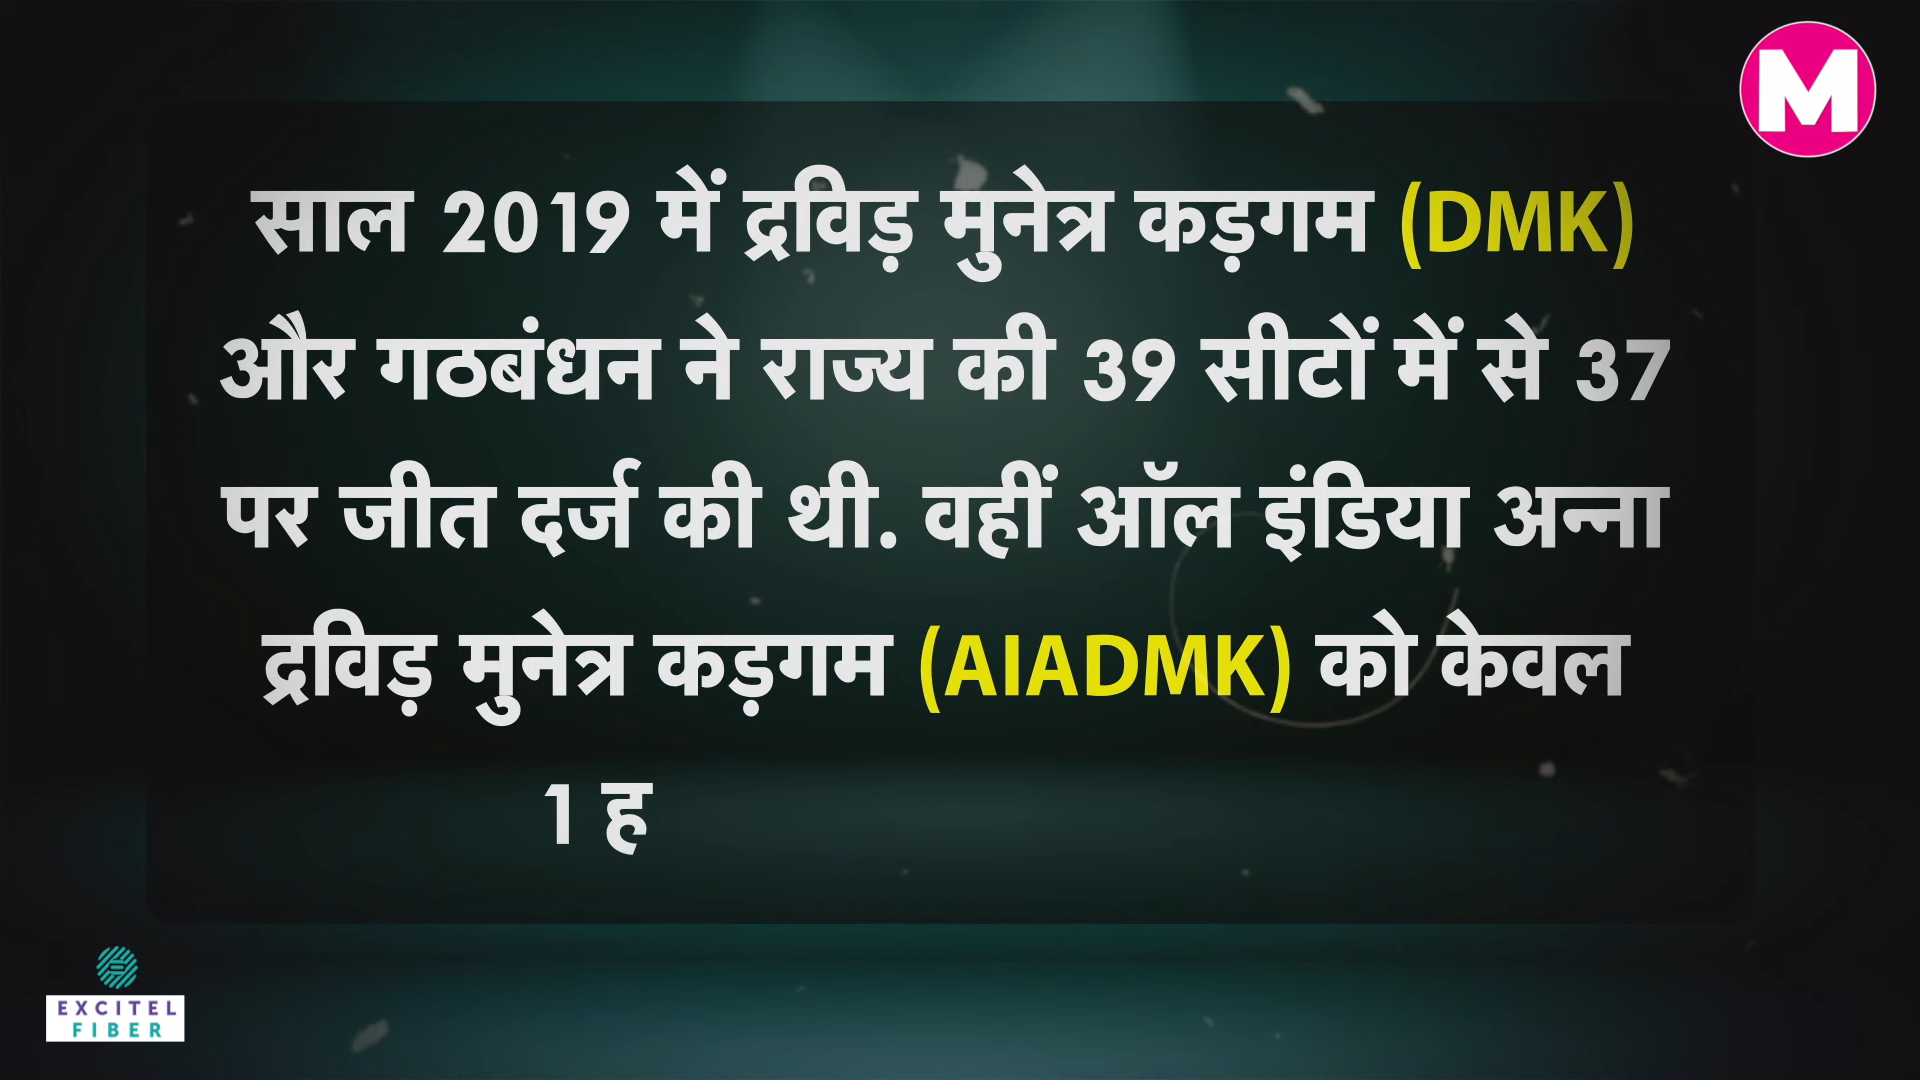 M
साल 2019 में द्रविड़ मुनेत्र कड़गम (DMK)
और गठबंधन ने राज्य की 39 सीटों में से 37
पर जीत दर्ज की थी. वहीं ऑल इंडिया अन्ना
द्रविड़ मुनेत्र कड़गम (AIADMK) को केवल
1 ह
EXCITEL
FIBER